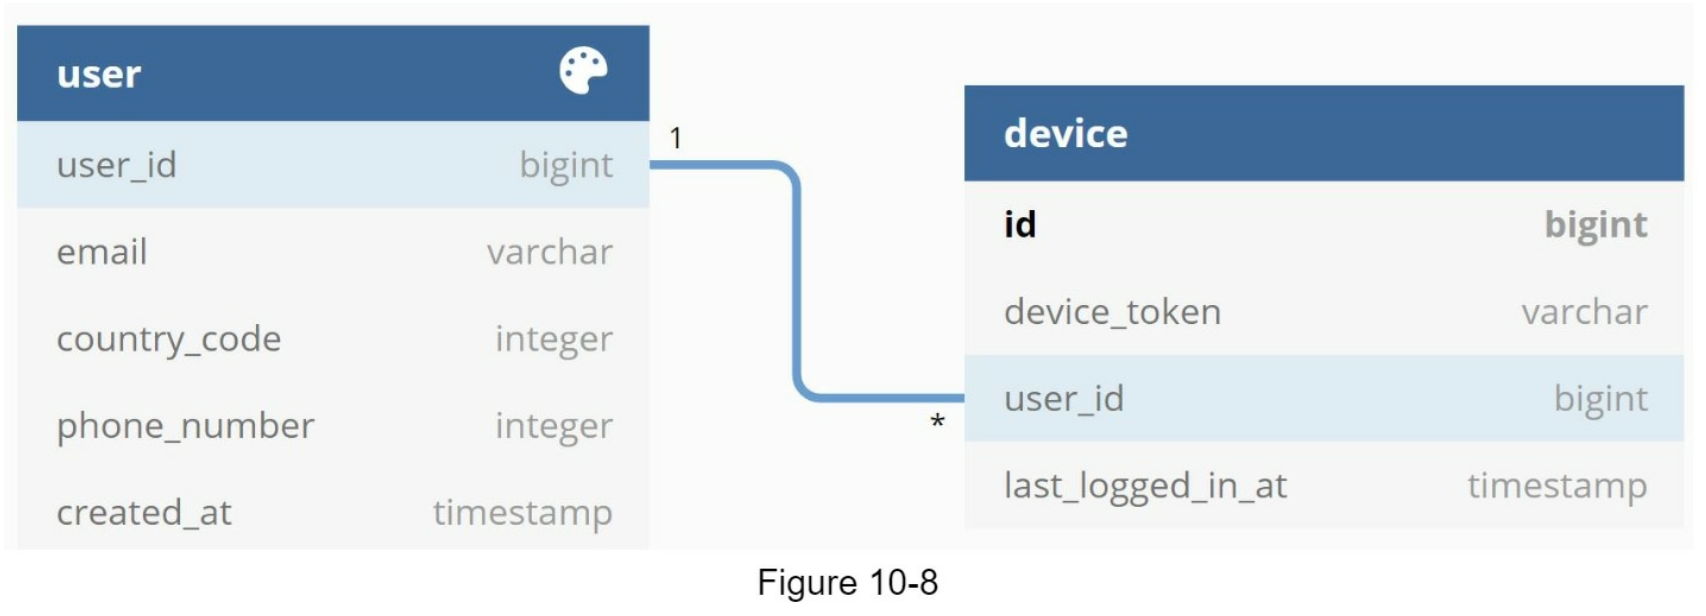 user
user_id bigint
email varchar
country_code integer
phone_number integer
created_at timestamp
1
*
device
id bigint
device_token varchar
user_id bigint
last_logged_in_at timestamp
Figure 10-8